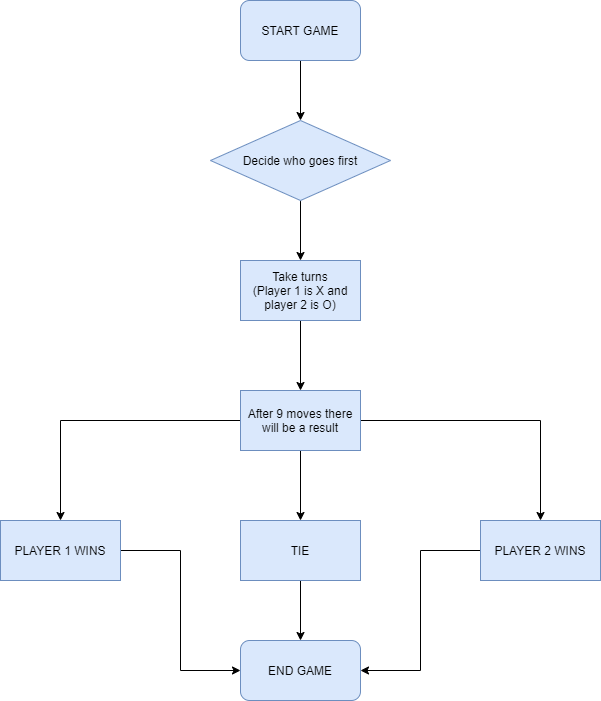 START GAME
Decide who goes first
Take turns
(Player 1 is X and
player 2 is O)
After 9 moves there
will be a result
PLAYER 1 WINS
TIE
PLAYER 2 WINS
END GAME